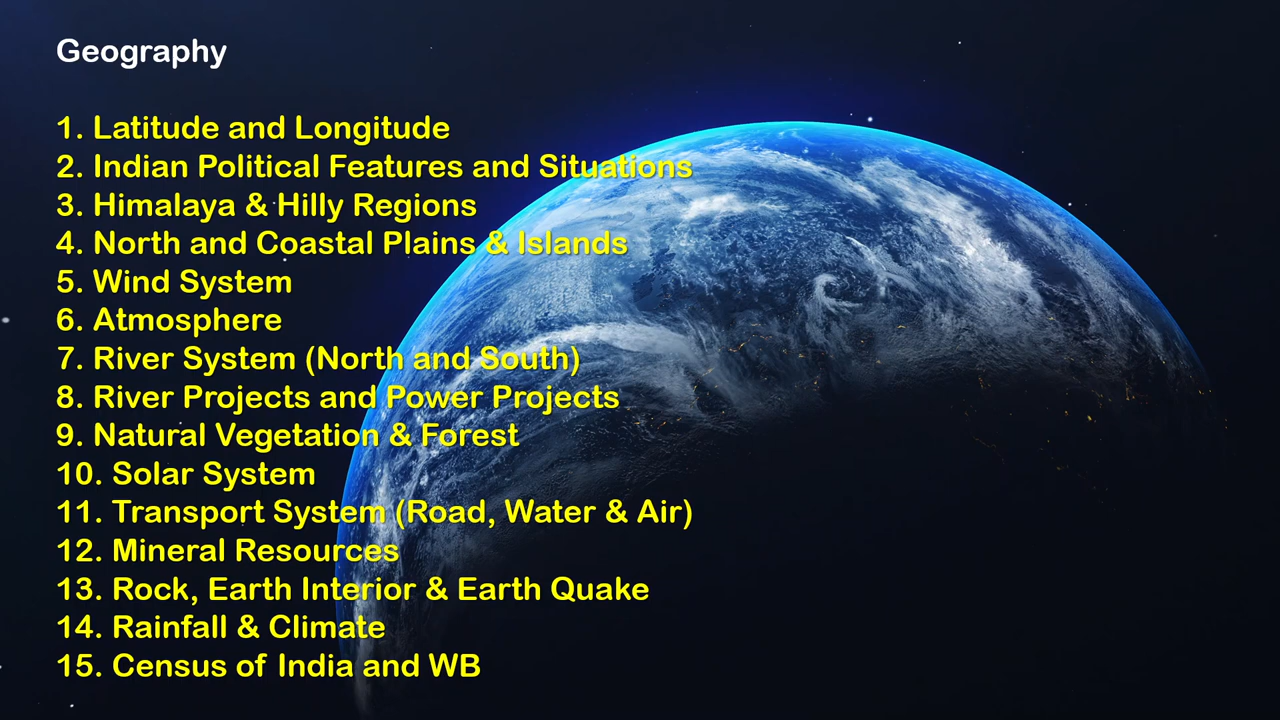 Geography
1. Latitude and Longitude
2. Indian Political Features and Situations
3. Himalaya & Hilly Regions
4. North and Coastal Plains & Islands
5. Wind System
6. Atmosphere
7. River System (North and South)
8. River Projects and Power Projects
9. Natural Vegetation & Forest
10. Solar System
11. Transport System (Road, Water & Air)
12. Mineral Resources
13. Rock, Earth Interior & Earth Quake
14. Rainfall & Climate
15. Census of India and WB